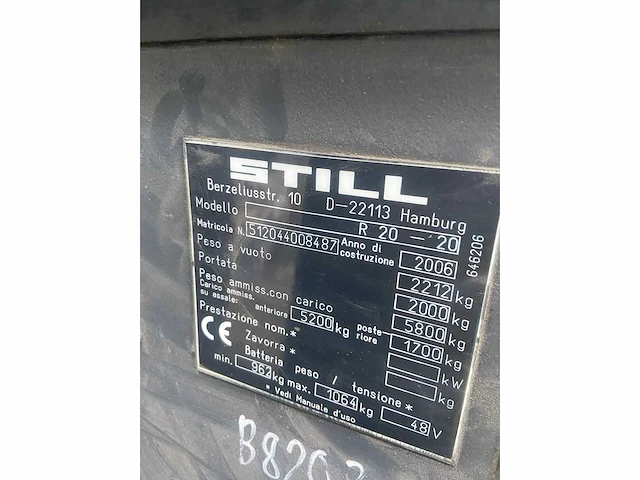 STILL
Berzeliusstr. 10 D-22113 Hamburg
Modello R 20 - 20
Matricola N. 512044008487 Anno di costruzione 2006
Peso a vuoto 2212 kg
Portata 2000 kg
Peso ammiss.con carico 5800 kg
Carico ammiss. su assale: anteriore 5200 kg posteriore 1700 kg
Prestazione nom.* kW
CE Zavorra * kg
Batteria peso / tensione * 48 V
min. 962 kg max. 1064 kg
* Vedi Manuale d'uso
646206